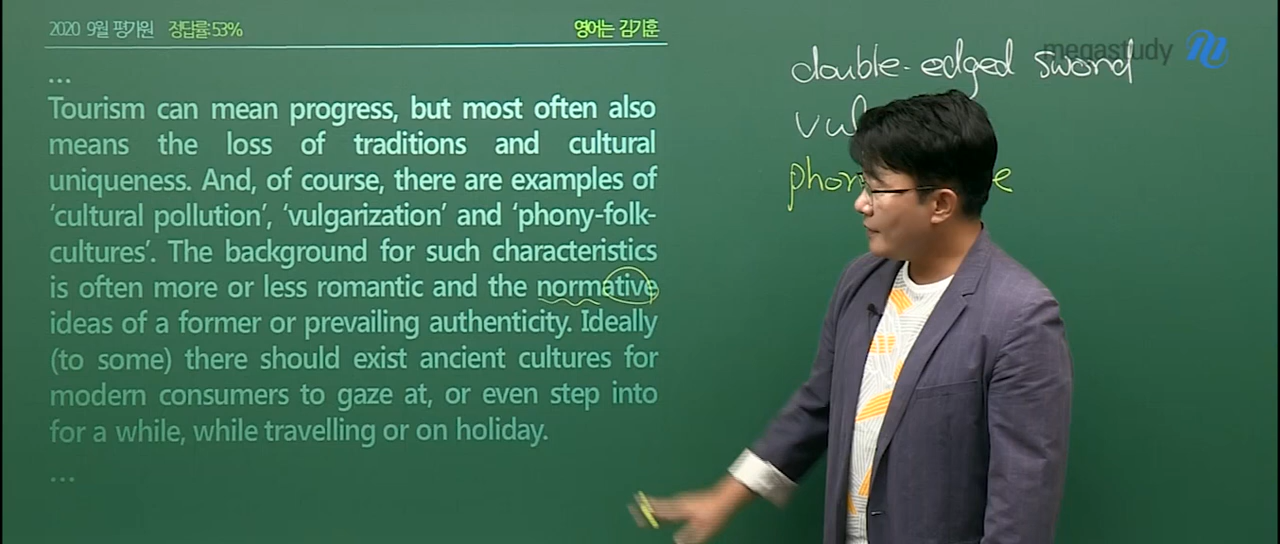 2020 9월 평가원 정답률:53% 영어는 김기훈
...
Tourism can mean progress, but most often also
means the loss of traditions and cultural
uniqueness. And, of course, there are examples of
‘cultural pollution’, ‘vulgarization’ and ‘phony-folk-
cultures’. The background for such characteristics
is often more or less romantic and the normative
ideas of a former or prevailing authenticity. Ideally
(to some) there should exist ancient cultures for
modern consumers to gaze at, or even step into
for a while, while travelling or on holiday.
...
megastudy
double-edged sword